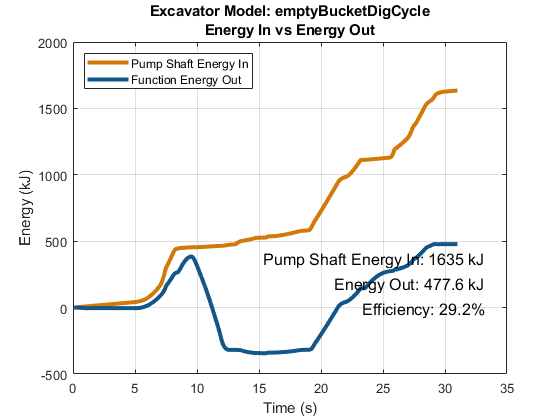 Excavator Model: emptyBucketDigCycle
Energy In vs Energy Out
2000
1500
1000
500
0
-500
Energy (kJ)
Pump Shaft Energy In
Function Energy Out
Pump Shaft Energy In: 1635 kJ
Energy Out: 477.6 kJ
Efficiency: 29.2%
0 5 10 15 20 25 30 35
Time (s)